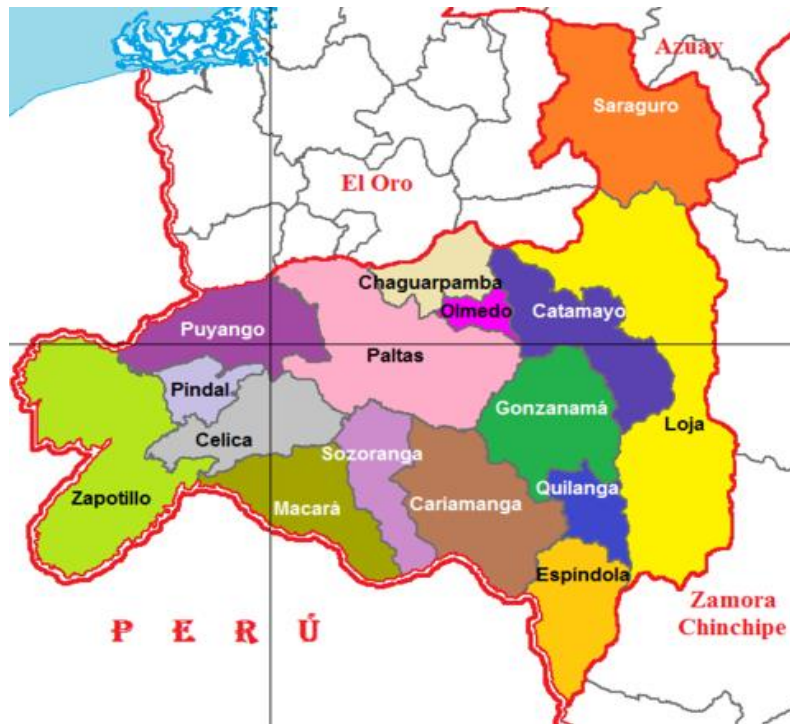 Azuay
Saraguro
El Oro
Chaguarpamba
Olmedo
Catamayo
Puyango
Paltas
Pindal
Gonzanamá
Celica
Loja
Sozoranga
Zapotillo
Macará
Cariamanga
Quilanga
Espíndola
P E R Ú
Zamora
Chinchipe